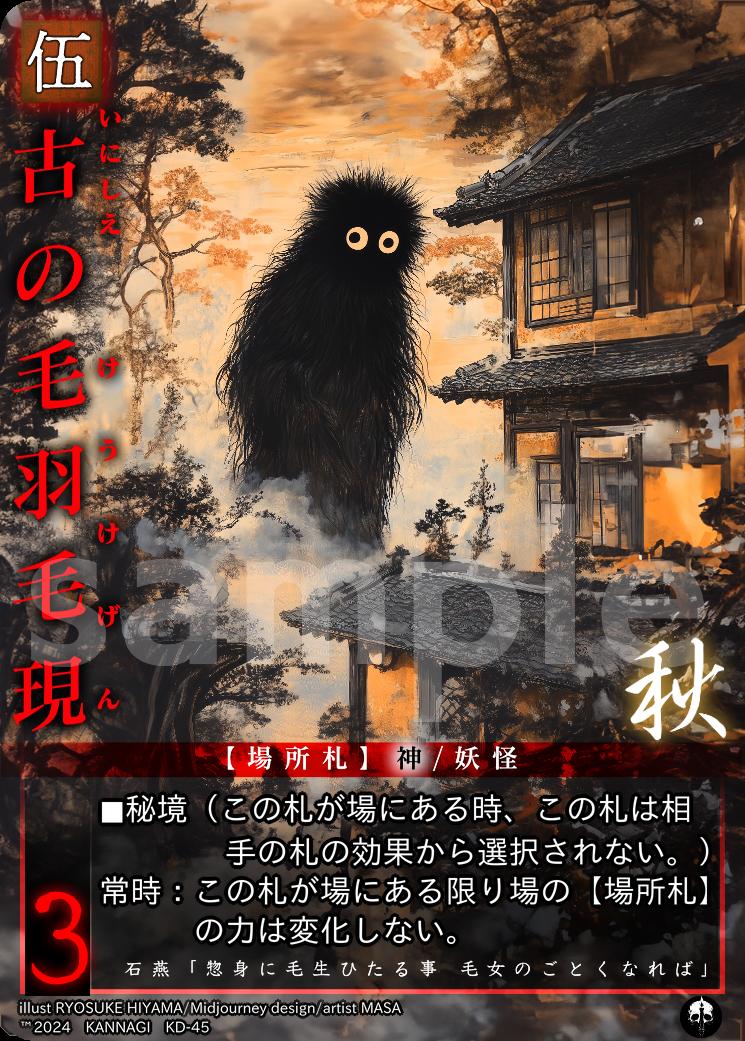 伍
古の毛羽毛現
いにしえ
けうけげん
sample
秋
【場所札】神/妖怪
■秘境（この札が場にある時、この札は相
手の札の効果から選択されない。）
常時：この札が場にある限り場の【場所札】
の力は変化しない。
3
石燕「惣身に毛生ひたる事 毛女のごとくなれば」
illust RYOSUKE HIYAMA/Midjourney design/artist MASA
™2024 KANNAGI KD-45